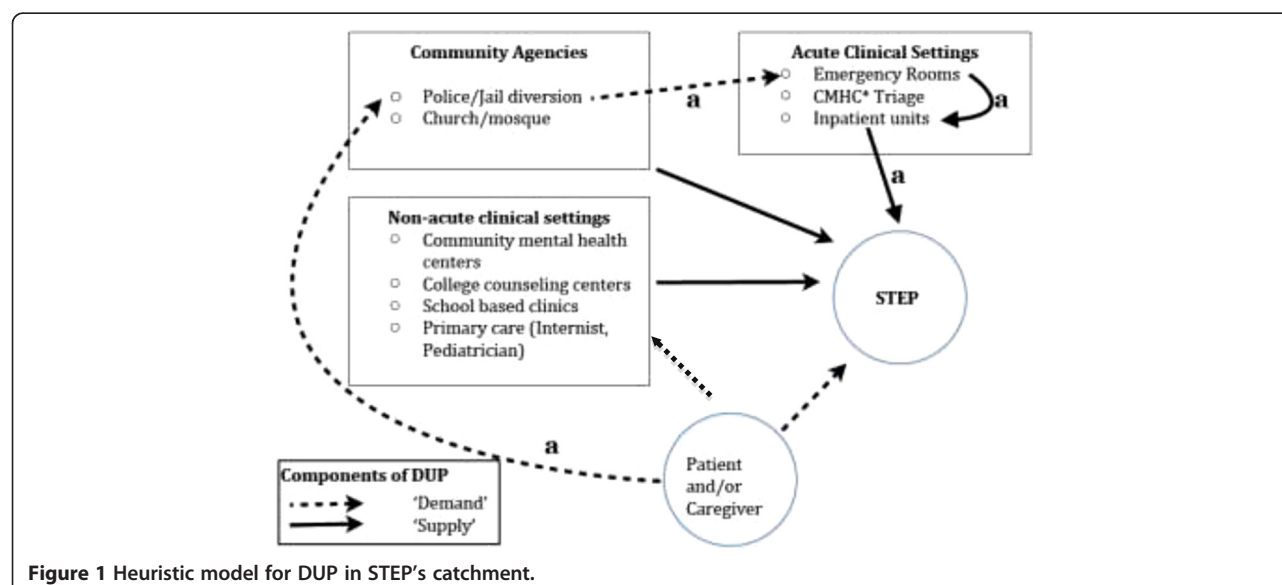 Community Agencies
Police/Jail diversion
Church/mosque
a
Acute Clinical Settings
Emergency Rooms
CMHC* Triage
Inpatient units
a
a
Non-acute clinical settings
Community mental health
centers
College counseling centers
School based clinics
Primary care (Internist,
Pediatrician)
STEP
a
Patient
and/or
Caregiver
Components of DUP
'Demand'
'Supply'
Figure 1 Heuristic model for DUP in STEP's catchment.